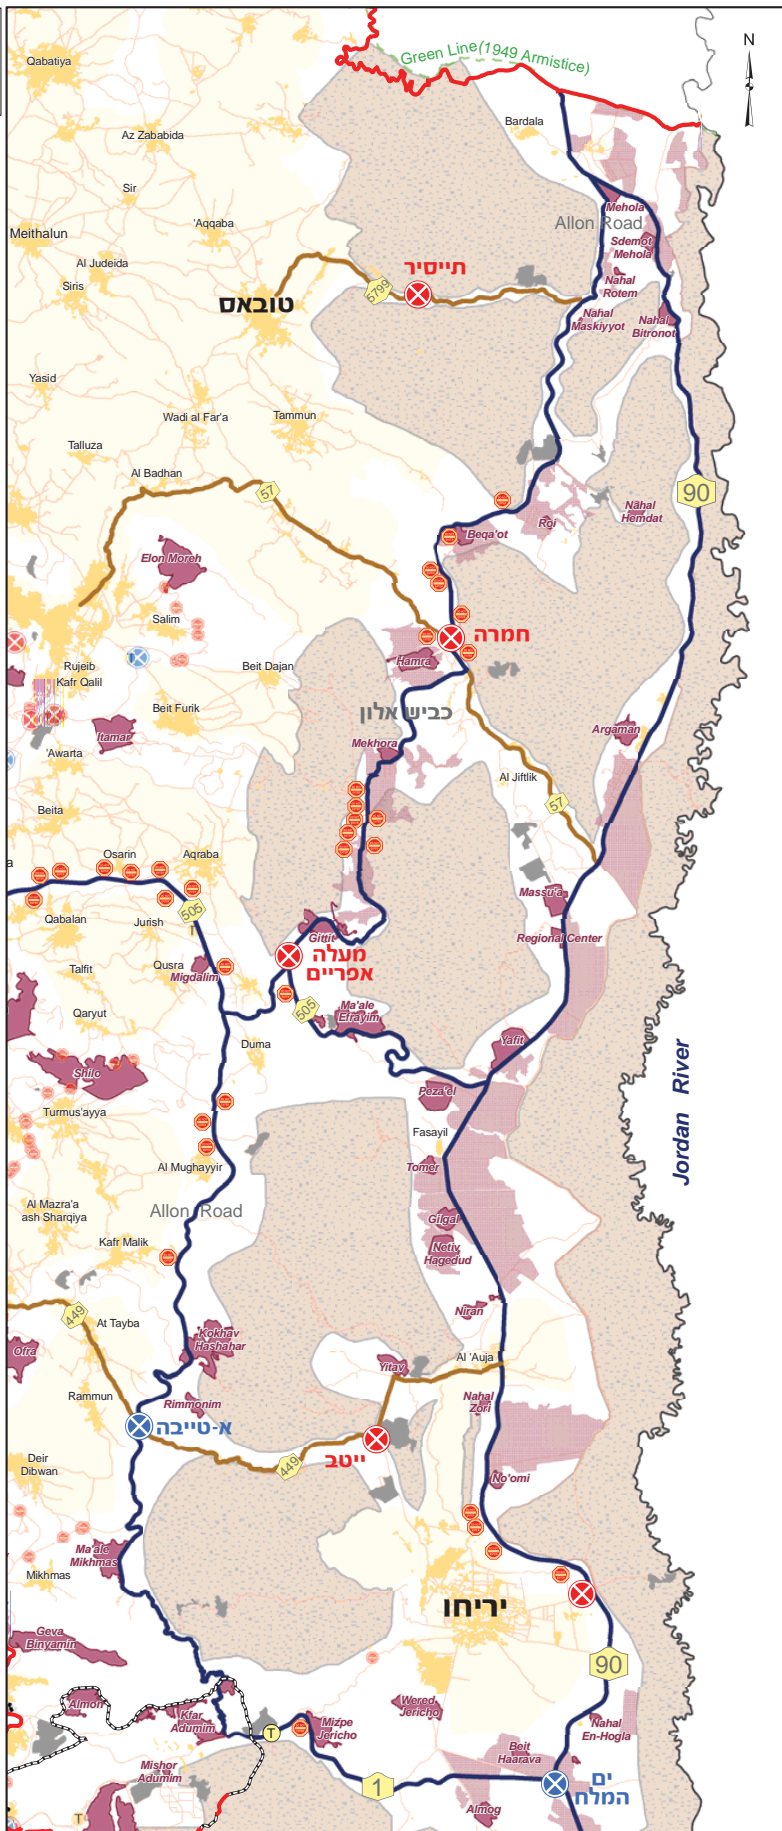 N
Green Line(1949 Armistice)
Qabatiya
Az Zababida
Bardala
Sir
'Aqqaba
Meithalun
Al Judeida
Siris
Mehola
Allon Road
Sdemot
Mehola
תייסיר
5799
Nahal
Rotem
טובאס
Nahal
Maskiyyot
Nahal
Bitronot
Yasid
Wadi al Far'a
Tammun
Talluza
Al Badhan
57
90
Nahal
Hemdat
Roi
Beqa'ot
Elon Moreh
Salim
חמרה
Rujeib
Kafr Qalil
Beit Dajan
Hamra
Beit Furik
כביש אלון
Itamar
Mekhora
Argaman
'Awarta
Al Jiftlik
57
Beita
a
Osarin
Aqraba
Massu'a
505
Qabalan
Jurish
Gittit
Regional Center
Talfit
Qusra
Migdalim
מעלה
אפריים
Qaryut
505
Ma'ale
Efrayim
Duma
Yafit
Shilo
Peza'el
Turmus'ayya
Fasayil
Jordan River
Al Mughayyir
Tomer
Al Mazra'a
ash Sharqiya
Allon Road
Gilgal
Kafr Malik
Netiv
Hagedud
449
At Tayba
Niran
Kokhav
Hashahar
Ofra
Yitav
Al 'Auja
Rammun
Rimmonim
Nahal
Zori
א-טייבה
ייטב
449
Deir
Dibwan
No'omi
Ma'ale
Mikhmas
Mikhmas
יריחו
Geva
Binyamin
90
Almon
Kfar
Adumim
Wered
Jericho
Mizpe
Jericho
T
Nahal
En-Hogla
Beit
Haarava
Mishor
Adumim
1
ים
המלח
Almog
T